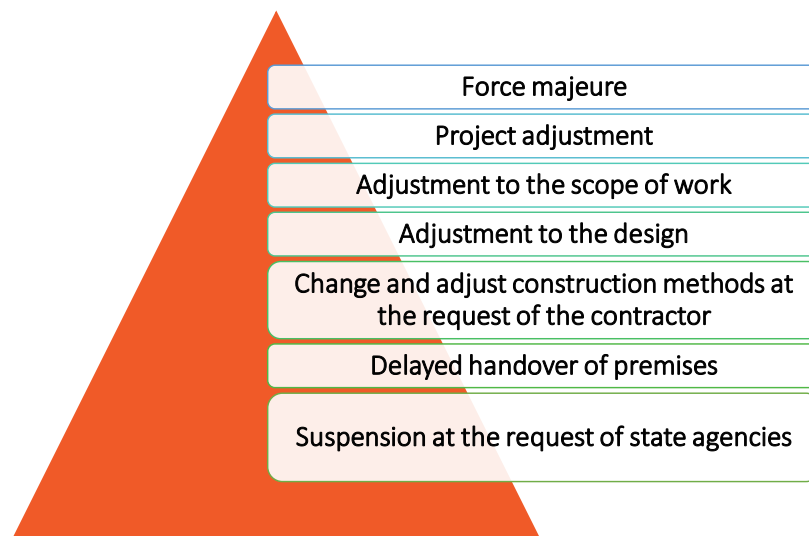 Force majeure
Project adjustment
Adjustment to the scope of work
Adjustment to the design
Change and adjust construction methods at
the request of the contractor
Delayed handover of premises
Suspension at the request of state agencies